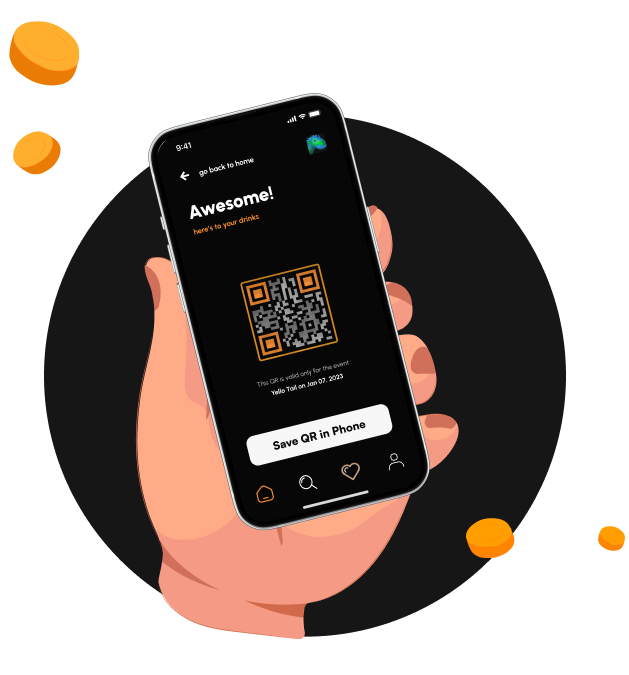 9:41
go back to home
Awesome!
here's to your drinks
This QR is valid only for the event :
Yello Tail on Jan 07, 2023
Save QR in Phone